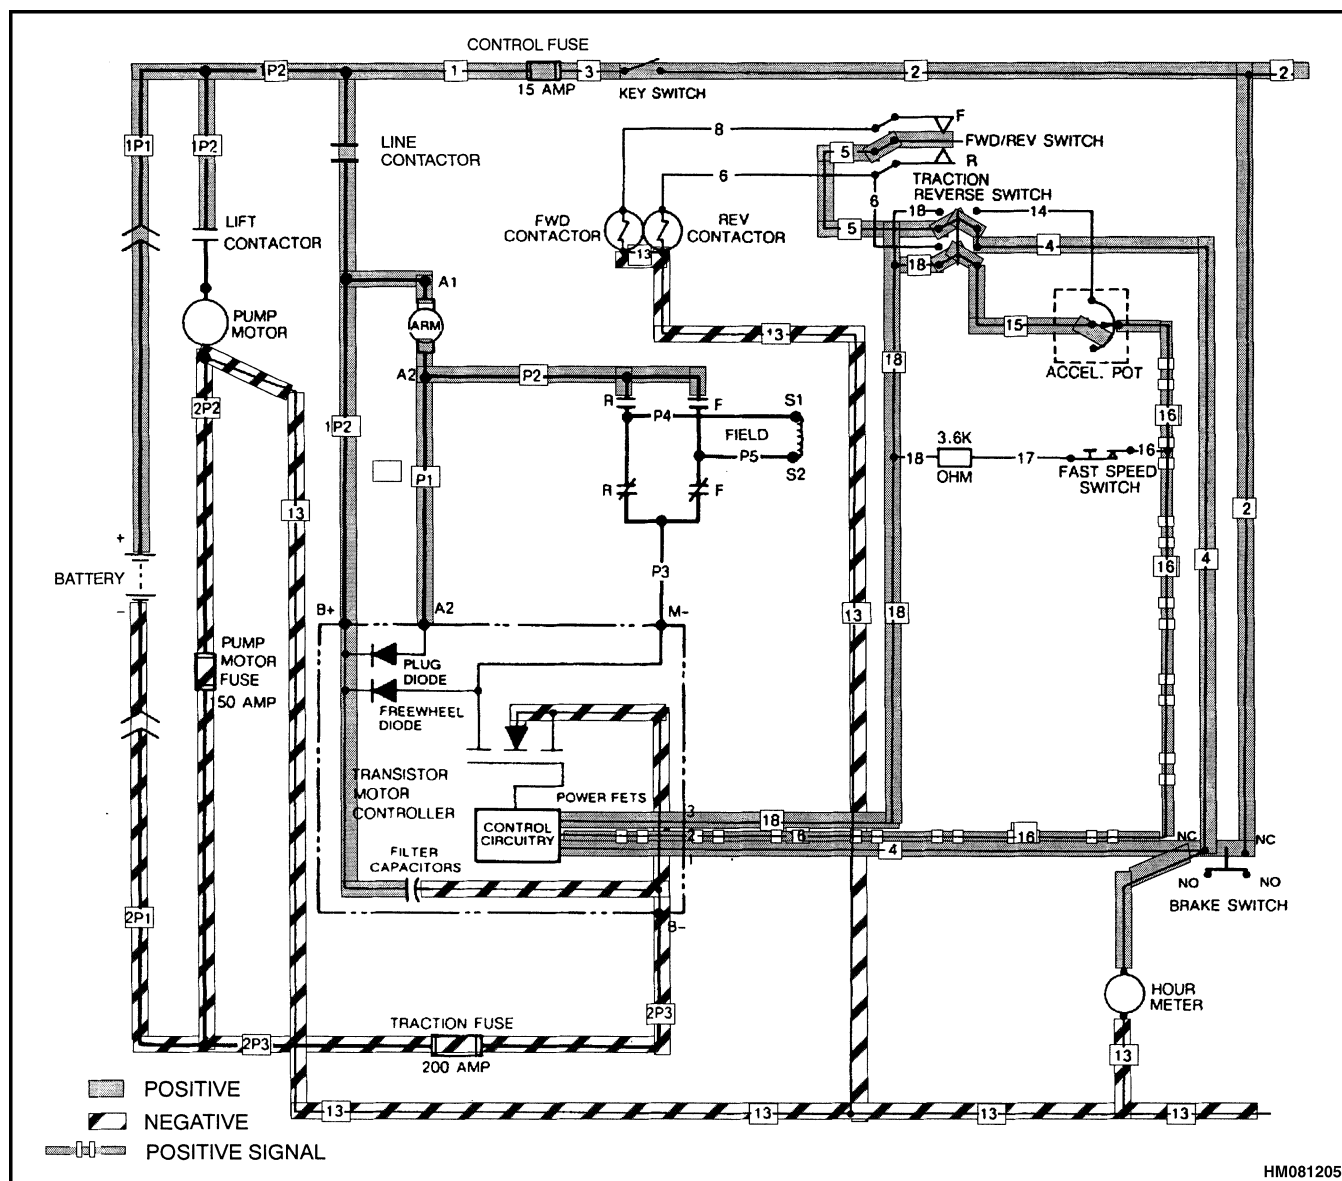 CONTROL FUSE
1P2
1
3
2
2
15 AMP
KEY SWITCH
1P1
1P2
LINE
CONTACTOR
8
F
FWD/REV SWITCH
5
R
6
TRACTION
REVERSE SWITCH
6
LIFT
CONTACTOR
FWD
CONTACTOR
REV
CONTACTOR
13
18
14
5
4
18
A1
PUMP
MOTOR
ARM
13
15
18
ACCEL. POT
A2
P2
2P2
R
F
P4
S1
16
1P2
FIELD
3.6K
P5
S2
18
17
16
OHM
FAST SPEED
SWITCH
P1
R
F
13
2
+
BATTERY
–
P3
16
4
B+
A2
M-
13
18
PUMP
MOTOR
FUSE
50 AMP
PLUG
DIODE
FREEWHEEL
DIODE
TRANSISTOR
MOTOR
CONTROLLER
POWER FETS
3
18
CONTROL
CIRCUITRY
2
16
NC
NC
1
4
FILTER
CAPACITORS
NO
NO
BRAKE SWITCH
2P1
B-
HOUR
METER
TRACTION FUSE
2P3
2P3
200 AMP
13
POSITIVE
13
13
13
13
NEGATIVE
POSITIVE SIGNAL
HM081205